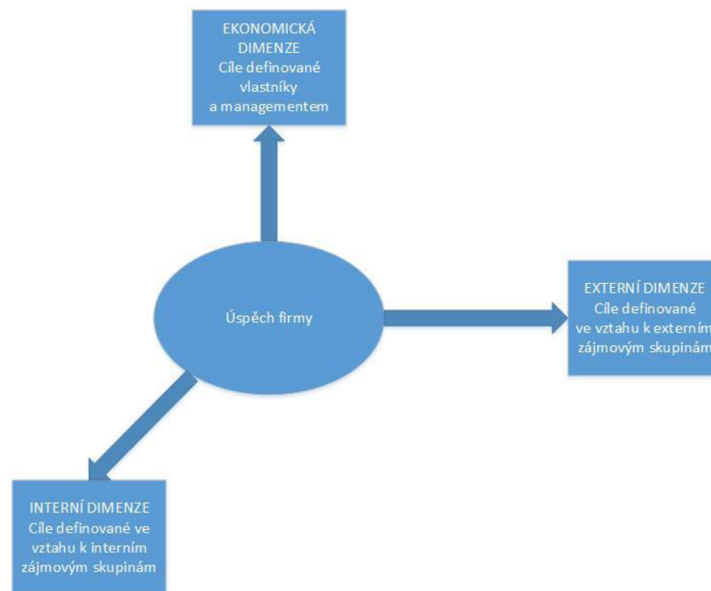 EKONOMICKÁ
DIMENZE
Cíle definované
vlastníky
a managementem
Úspěch firmy
EXTERNÍ DIMENZE
Cíle definované
ve vztahu k externím
zájmovým skupinám
INTERNÍ DIMENZE
Cíle definované ve
vztahu k interním
zájmovým skupinám